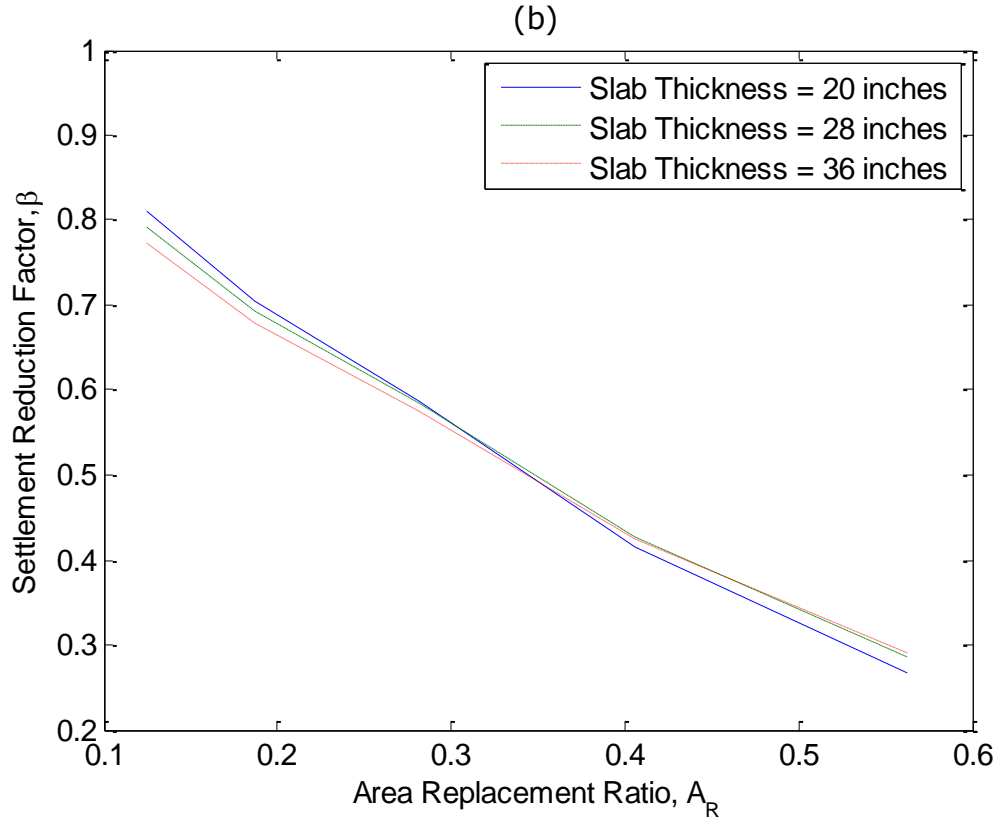 (b)
Slab Thickness = 20 inches
Slab Thickness = 28 inches
Slab Thickness = 36 inches
Settlement Reduction Factor,β
1
0.9
0.8
0.7
0.6
0.5
0.4
0.3
0.2
0.1
0.2
0.3
0.4
0.5
0.6
Area Replacement Ratio, A_R